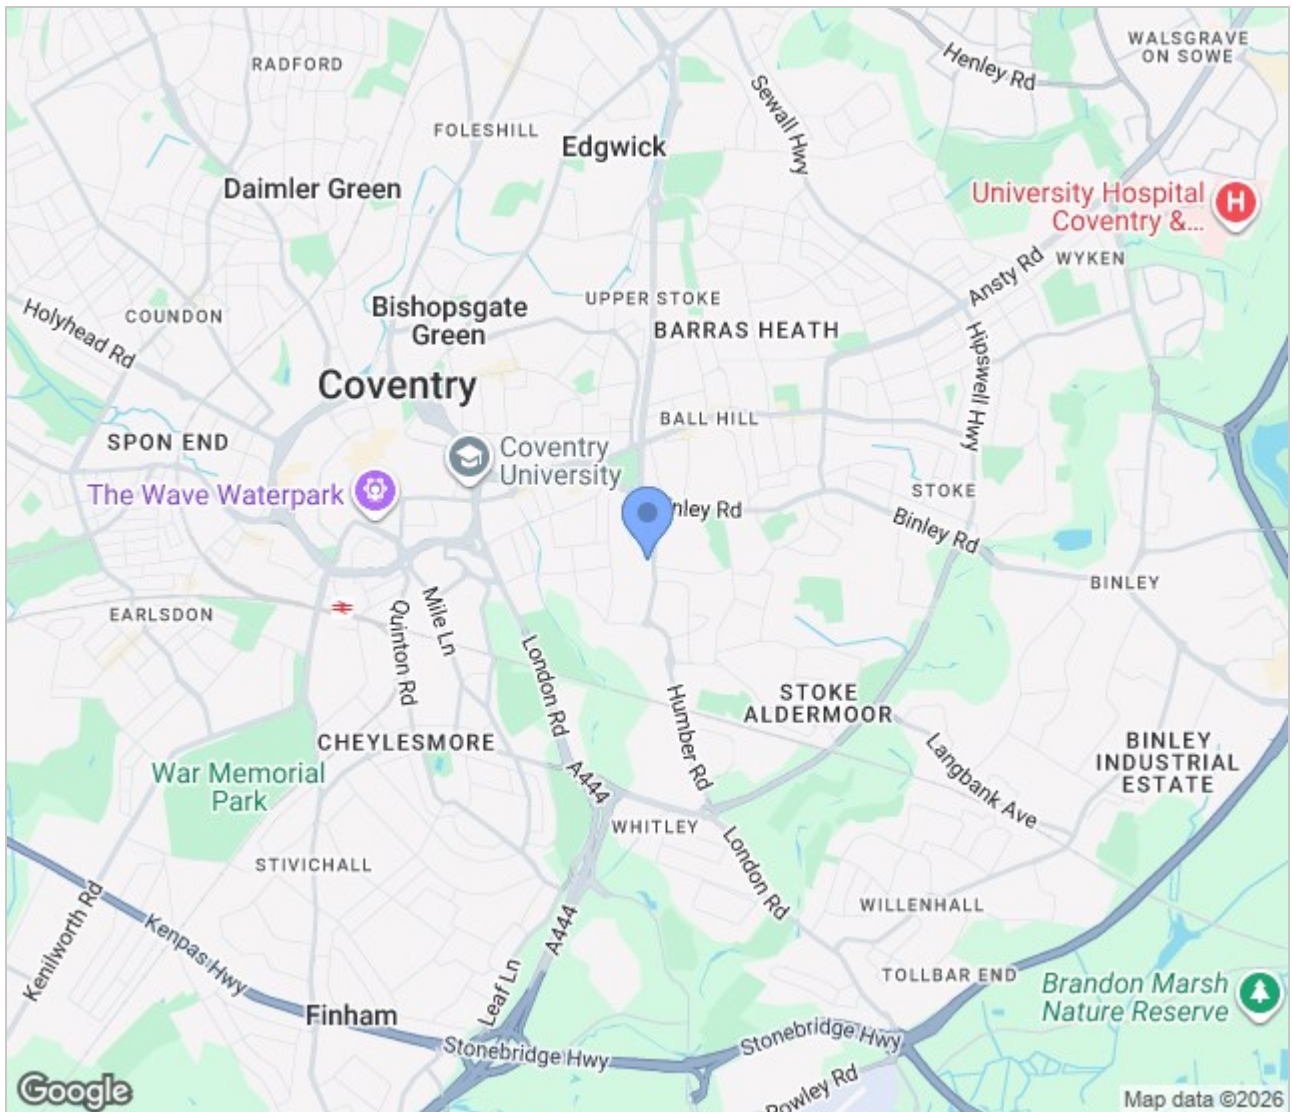 WALSGRAVE
ON SOWE
RADFORD
Henley Rd
Sewall Hwy
FOLESHILL
Edgwick
Daimler Green
University Hospital
Coventry &...
H
WYKEN
Ansty Rd
UPPER STOKE
Bishopsgate
Green
COUNDON
Holyhead Rd
BARRAS HEATH
Hipswell Hwy
Coventry
BALL HILL
SPON END
Coventry
University
The Wave Waterpark
STOKE
nley Rd
Binley Rd
BINLEY
EARLSDON
Mile Ln
Quinton Rd
London Rd
STOKE
ALDERMOOR
Humber Rd
CHEYLESMORE
BINLEY
INDUSTRIAL
ESTATE
War Memorial
Park
A444
Langbank Ave
WHITLEY
London Rd
STIVICHALL
WILLENHALL
Kenilworth Rd
Kenpas Hwy
A444
Leaf Ln
TOLLBAR END
Brandon Marsh
Nature Reserve
Finham
Stonebridge Hwy
Stonebridge Hwy
Rowley Rd
Google
Map data ©2026